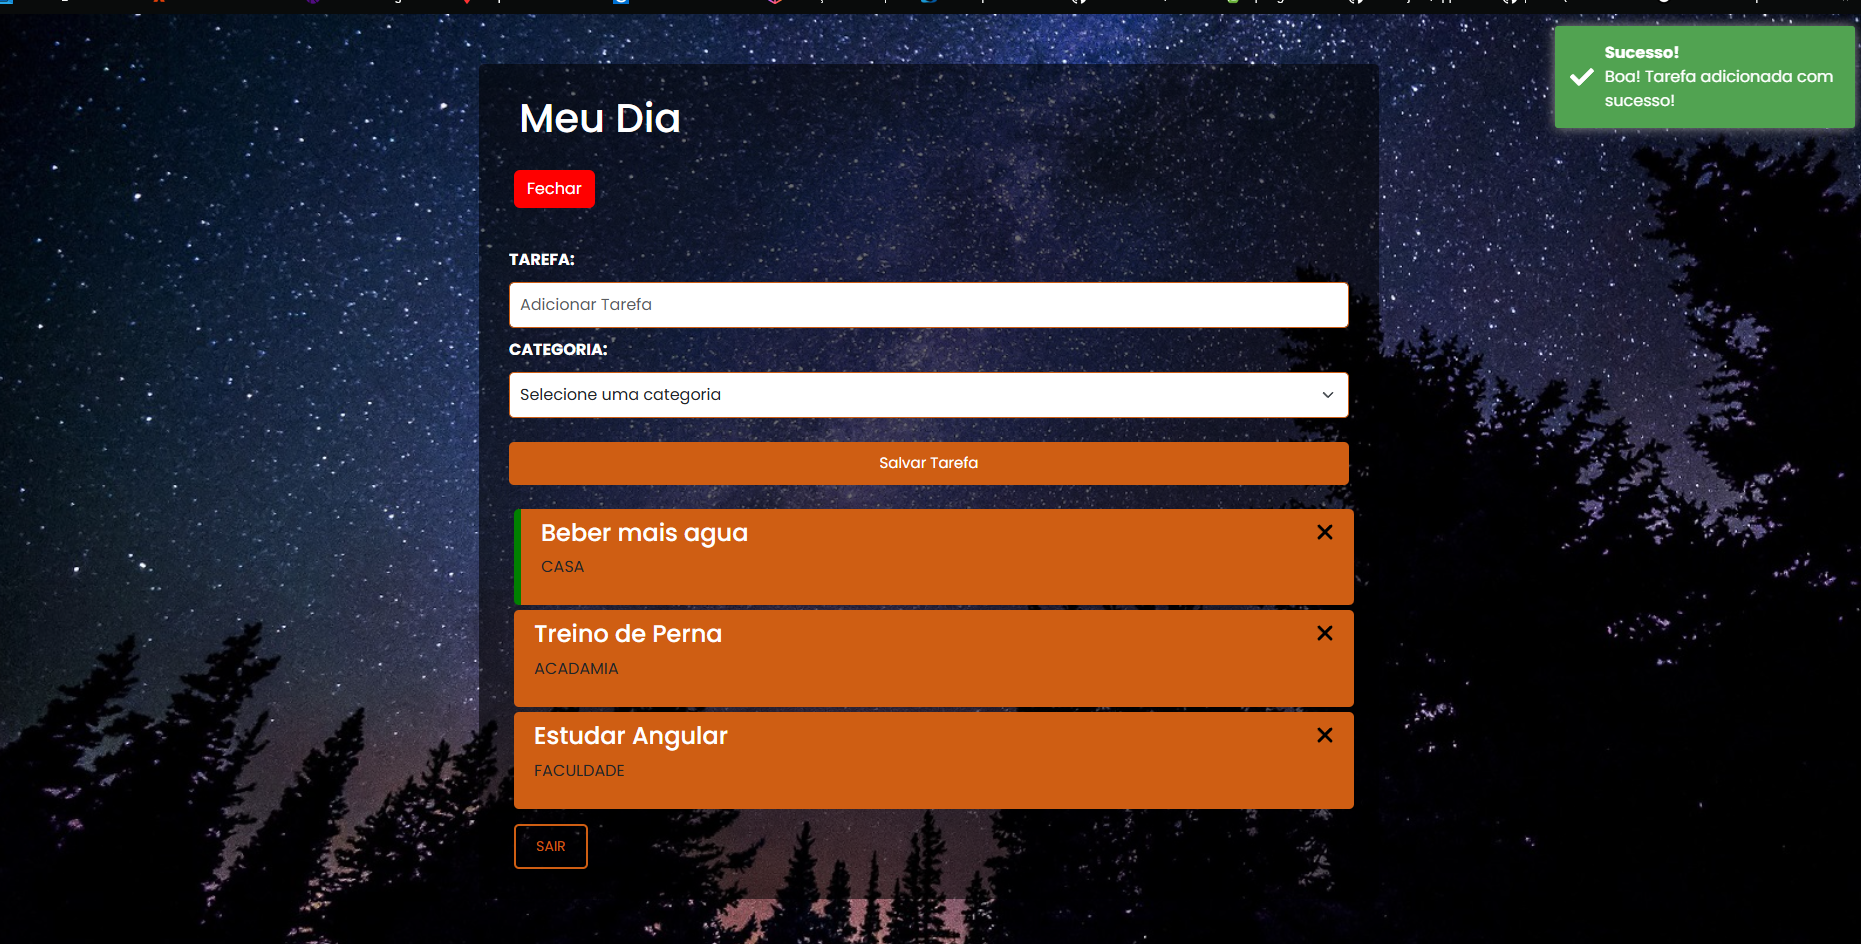 Meu Dia
Sucesso!
Boa! Tarefa adicionada com
sucesso!
Fechar
TAREFA:
Adicionar Tarefa
CATEGORIA:
Selecione uma categoria
Salvar Tarefa
Beber mais agua
CASA
Treino de Perna
ACADAMIA
Estudar Angular
FACULDADE
SAIR